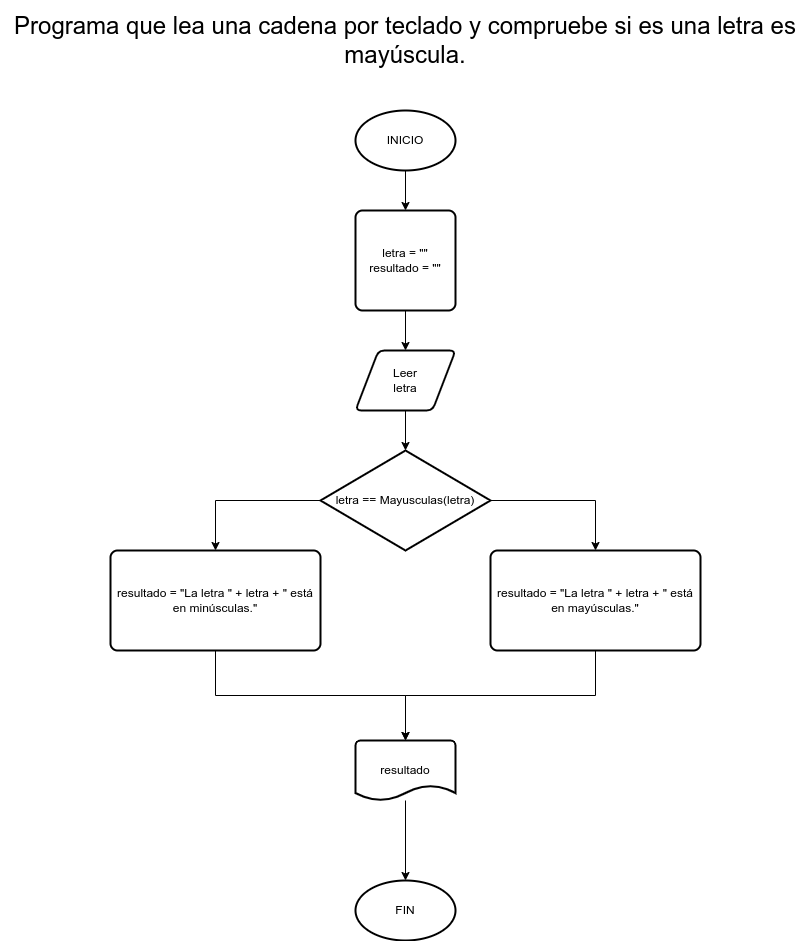 Programa que lea una cadena por teclado y compruebe si es una letra es
mayúscula.
INICIO
letra = ""
resultado = ""
Leer
letra
letra == Mayusculas(letra)
resultado = "La letra " + letra + " está
en minúsculas."
resultado = "La letra " + letra + " está
en mayúsculas."
resultado
FIN